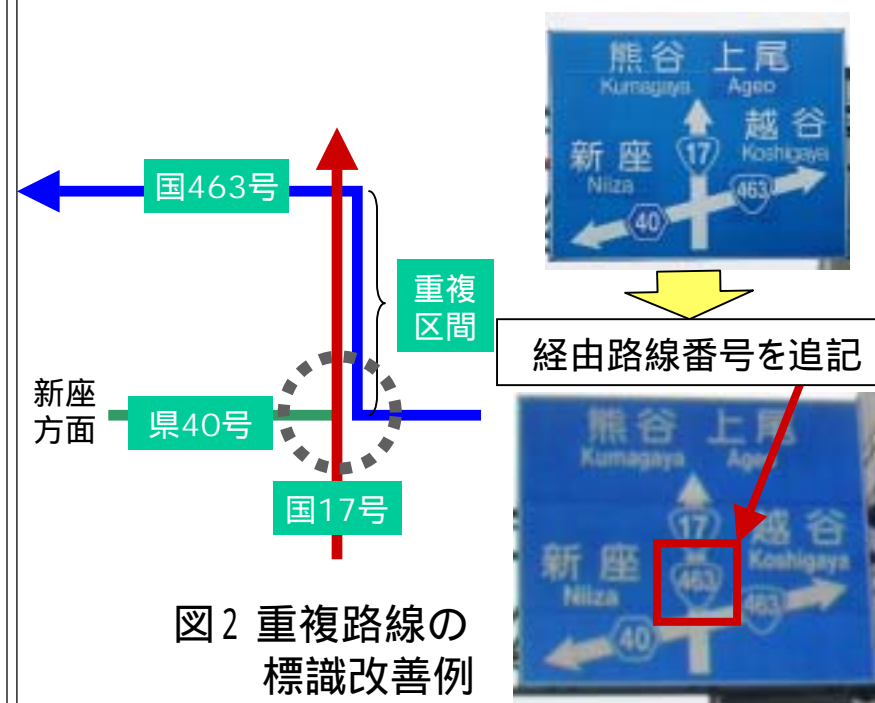 国463号
重複
区間
新座
方面
県40号
国17号
図2 重複路線の
標識改善例
熊谷 上尾
Kumagaya Ageo
越谷
新座
17
Koshigaya
Niiza
463
40
経由路線番号を追記
熊谷 上尾
Kumagaya Ageo
17
越谷
新座
463
Koshigaya
Niiza
463
40